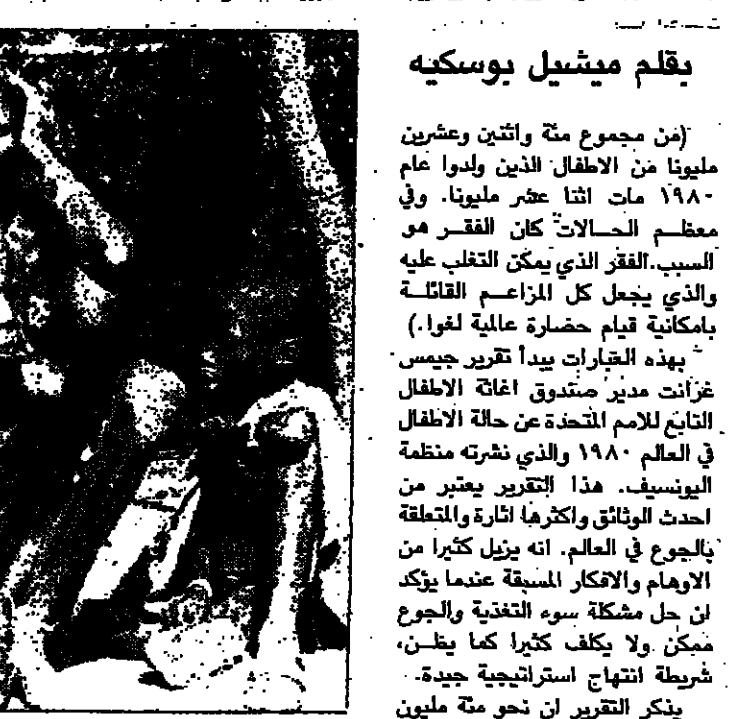 بقلم ميشيل بوسكيه
(من مجموع مئة واثنتين وعشرين
مليونا من الاطفال الذين ولدوا عام
١٩٨٠ مات اثنا عشر مليونا. وفي
معظم الحالات كان الفقر هو
السبب.الفقر الذي يمكن التغلب عليه
والذي يجعل كل المزاعم القائلة
بامكانية قيام حضارة عالمية لغوا.)
بهذه العبارات يبدأ تقرير جيمس
غزانت مدير صندوق اغاثة الاطفال
التابع للامم المتحدة عن حالة الاطفال
في العالم ١٩٨٠ والذي نشرته منظمة
اليونسيف. هذا التقرير يعتبر من
احدث الوثائق واكثرها اثارة والمتعلقة
بالجوع في العالم. انه يزيل كثيرا من
الاوهام والافكار المسبقة عندما يؤكد
ان حل مشكلة سوء التغذية والجوع
ممكن ولا يكلف كثيرا كما يظن،
شريطة انتهاج استراتيجية جيدة.
يذكر التقرير ان نحو مئة مليون